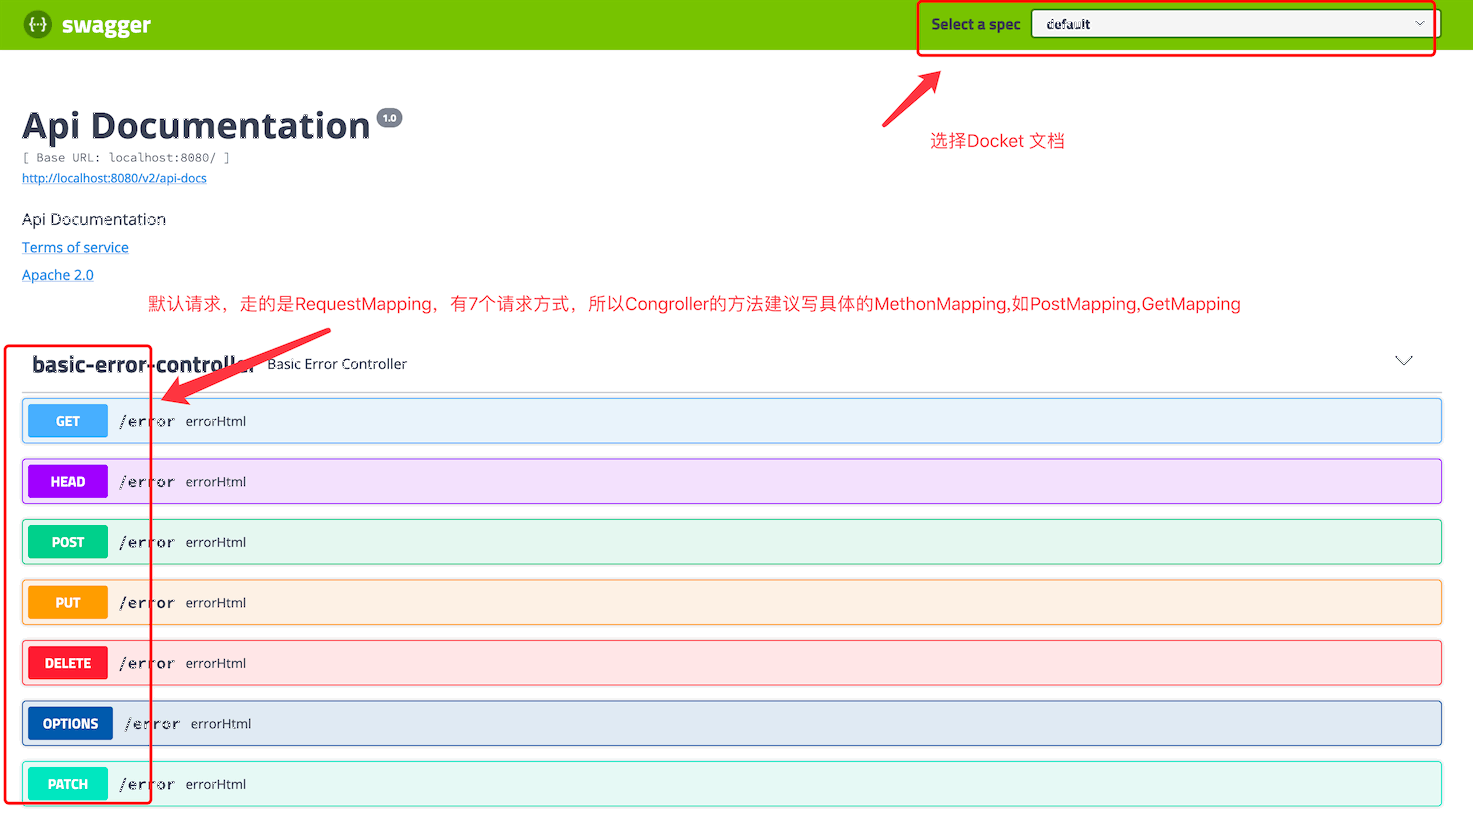 swagger
Select a spec default
选择Docket 文档
Api Documentation 1.0
[ Base URL: localhost:8080/ ]
http://localhost:8080/v2/api-docs
Api Documentation
Terms of service
Apache 2.0
默认请求，走的是RequestMapping，有7个请求方式，所以Congroller的方法建议写具体的MethonMapping,如PostMapping,GetMapping
basic-error-controller Basic Error Controller
GET /error errorHtml
HEAD /error errorHtml
POST /error errorHtml
PUT /error errorHtml
DELETE /error errorHtml
OPTIONS /error errorHtml
PATCH /error errorHtml